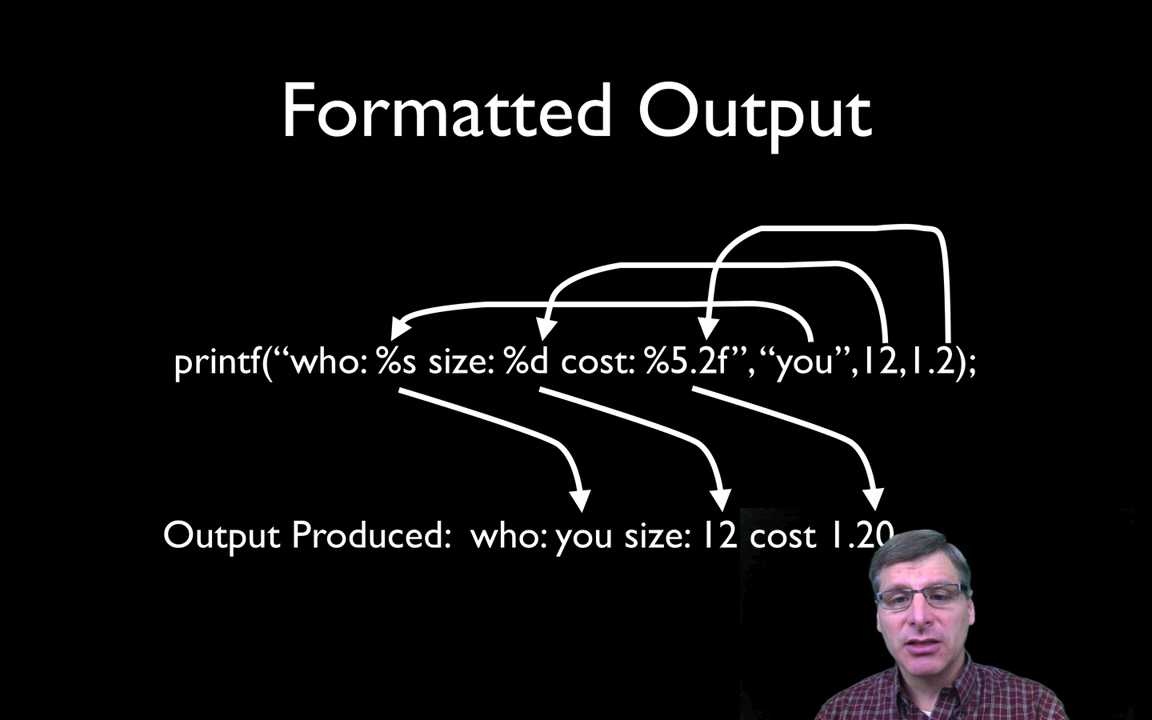 Formatted Output
printf(“who: %s size: %d cost: %5.2f”,“you”,12,1.2);
Output Produced:  who: you size: 12 cost 1.20